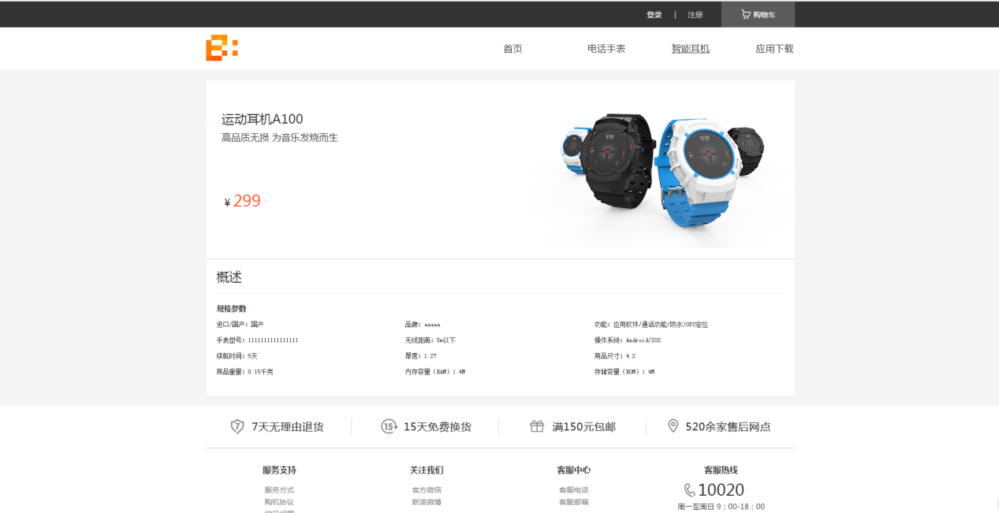 登录 | 注册 购物车
首页 电话手表 智能耳机 应用下载
运动耳机A100
高品质无损 为音乐发烧而生
¥ 299
概述
规格参数
进口/国产: 国产 品牌: 功能: 应用软件/通话功能/防水/GPS定位
手表型号: 1111111111111111 无线距离: 5m以下 操作系统: Android/IOS
续航时间: 5天 厚度: 1.27 商品尺寸: 4.2
商品重量: 0.15千克 内存容量 (RAM) : 4M 存储容量 (ROM) : 4M
7天无理由退货 15天免费换货 满150元包邮 520余家售后网点
服务支持 关注我们 客服中心 客服热线
服务方式 官方微信 客服电话 10020
购机协议 新浪微博 客服邮箱 周一至周日 9：00-18：00